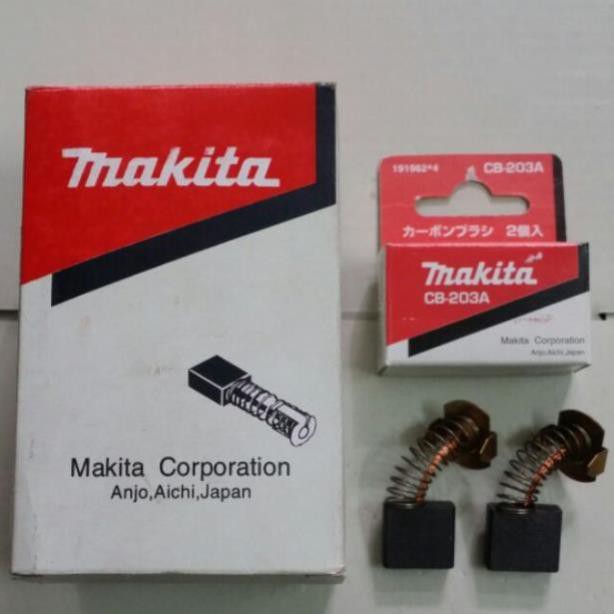 makita
Makita Corporation
Anjo,Aichi,Japan
191962*4 CB-203A
カーボンブラシ 2個入
makita
CB-203A
Makita Corporation
Anjo,Aichi,Japan